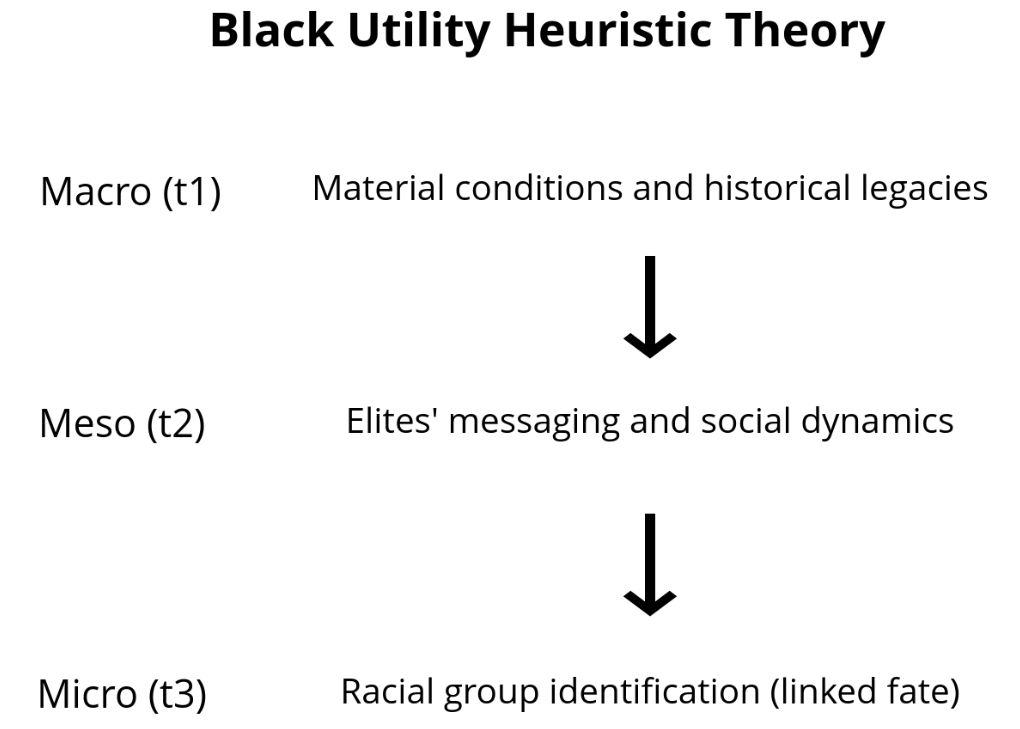 Black Utility Heuristic Theory
Macro (t1) Material conditions and historical legacies
Meso (t2) Elites' messaging and social dynamics
Micro (t3) Racial group identification (linked fate)